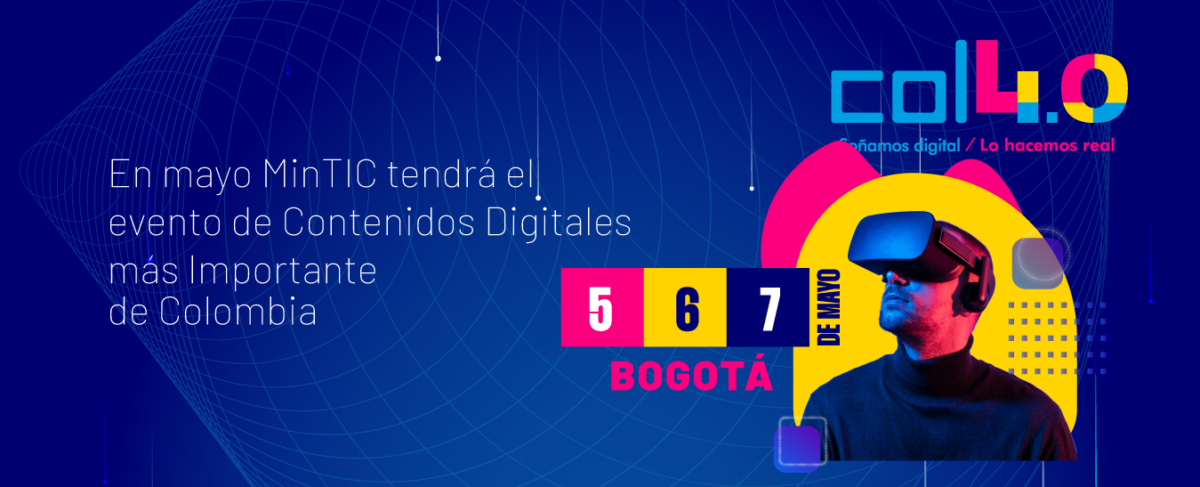 col4.0
Soñamos digital / Lo hacemos real
En mayo MinTIC tendrá el
evento de Contenidos Digitales
más Importante
de Colombia
5 6 7 DE MAYO
BOGOTÁ